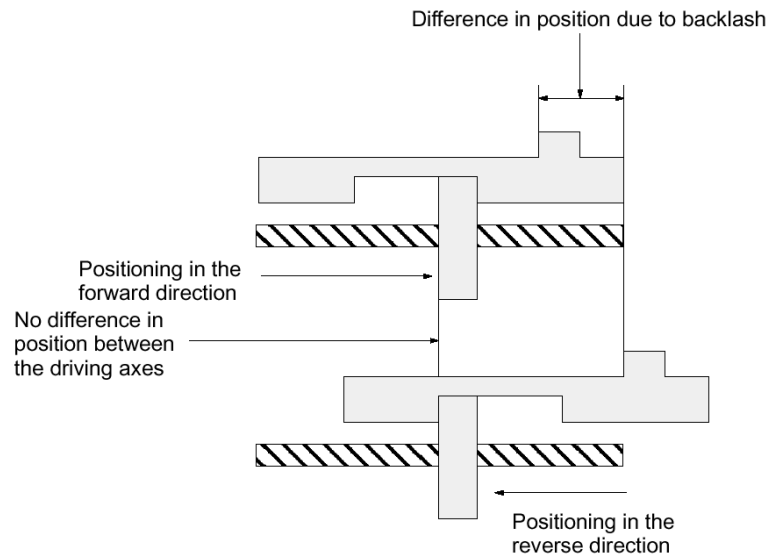 Difference in position due to backlash
Positioning in the
forward direction
No difference in
position between
the driving axes
Positioning in the
reverse direction